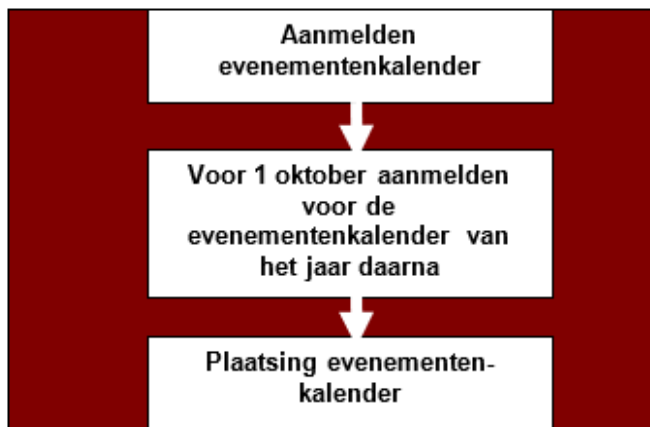 Aanmelden
evenementenkalender
Voor 1 oktober aanmelden
voor de
evenementenkalender van
het jaar daarna
Plaatsing evenementen-
kalender